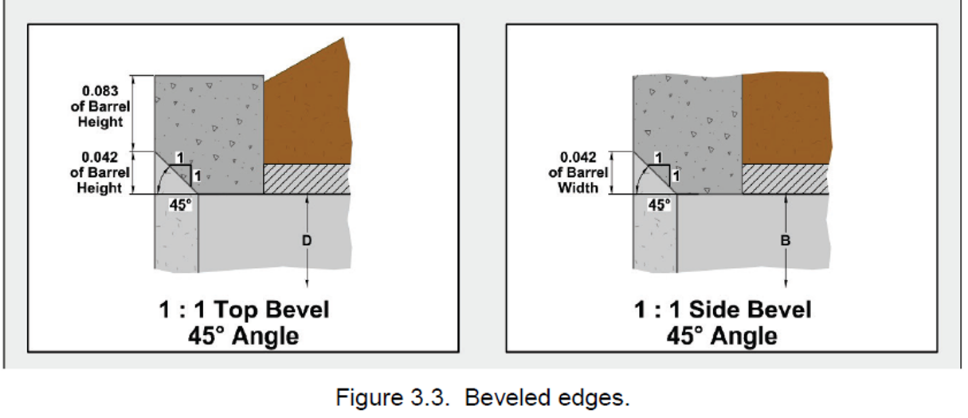 0.083
of Barrel
Height
0.042
of Barrel
Height
1
1
45°
D
1 : 1 Top Bevel
45° Angle
0.042
of Barrel
Width
1
1
45°
B
1 : 1 Side Bevel
45° Angle
Figure 3.3.  Beveled edges.